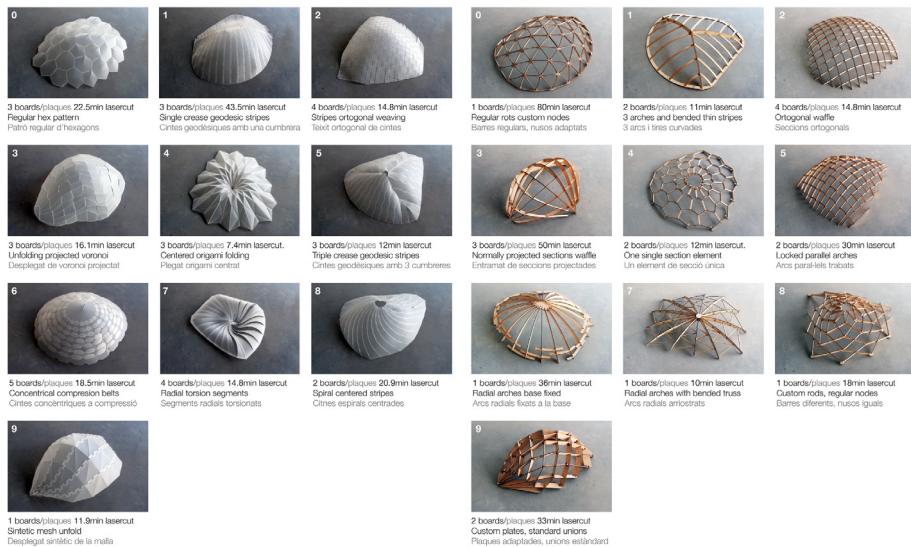 0
3 boards/plaques 22.5min lasercut
Regular hex pattern
Patró regular d'hexagons
1
3 boards/plaques 43.5min lasercut
Single crease geodesic stripes
Cintes geodèsiques amb una cumbrera
2
4 boards/plaques 14.8min lasercut
Stripes ortogonal weaving
Teixit ortogonal de cintes
3
3 boards/plaques 16.1min lasercut
Unfolding projected voronoi
Desplegat de voronoi projectat
4
3 boards/plaques 7.4min lasercut.
Centered origami folding
Plegat origami centrat
5
3 boards/plaques 12min lasercut
Triple crease geodesic stripes
Cintes geodèsiques amb 3 cumbreres
6
5 boards/plaques 18.5min lasercut
Concentrical compresion belts
Cintes concèntriques a compressió
7
4 boards/plaques 14.8min lasercut
Radial torsion segments
Segments radials torsionats
8
2 boards/plaques 20.9min lasercut
Spiral centered stripes
Citnes espirals centrades
9
1 boards/plaques 11.9min lasercut
Sintetic mesh unfold
Desplegat sintètic de la malla
0
1 boards/plaques 80min lasercut
Regular rots custom nodes
Barres regulars, nusos adaptats
1
2 boards/plaques 11min lasercut
3 arches and bended thin stripes
3 arcs i tires curvades
2
4 boards/plaques 14.8min lasercut
Ortogonal waffle
Seccions ortogonals
3
3 boards/plaques 50min lasercut
Normally projected sections waffle
Entramat de seccions projectades
4
2 boards/plaques 12min lasercut.
One single section element
Un element de secció única
5
2 boards/plaques 30min lasercut
Locked parallel arches
Arcs paral·lels trabats
6
1 boards/plaques 36min lasercut
Radial arches base fixed
Arcs radials fixats a la base
7
1 boards/plaques 10min lasercut
Radial arches with bended truss
Arcs radials arriostrats
8
1 boards/plaques 18min lasercut
Custom rods, regular nodes
Barres diferents, nusos iguals
9
2 boards/plaques 33min lasercut
Custom plates, standard unions
Plaques adaptades, unions estàndard